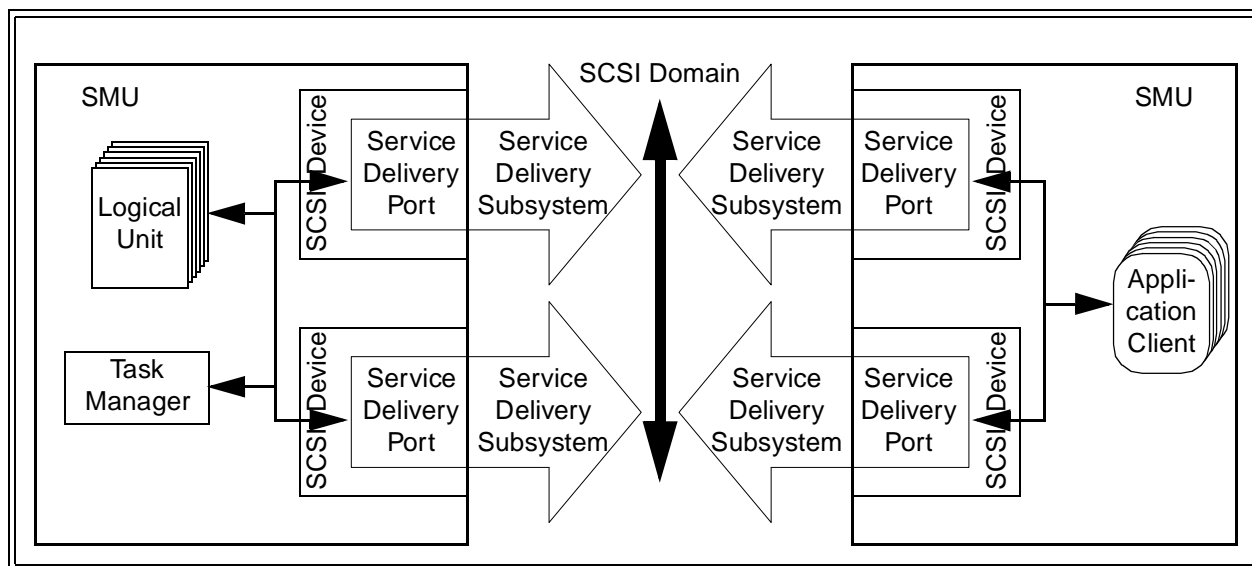 SCSI Domain
SMU
SCSI Device
Service
Delivery
Port
Service
Delivery
Subsystem
Logical
Unit
Task
Manager
SCSI Device
Service
Delivery
Port
Service
Delivery
Subsystem
Service
Delivery
Subsystem
Service
Delivery
Port
SCSI Device
SMU
Appli-
cation
Client
Service
Delivery
Subsystem
Service
Delivery
Port
SCSI Device